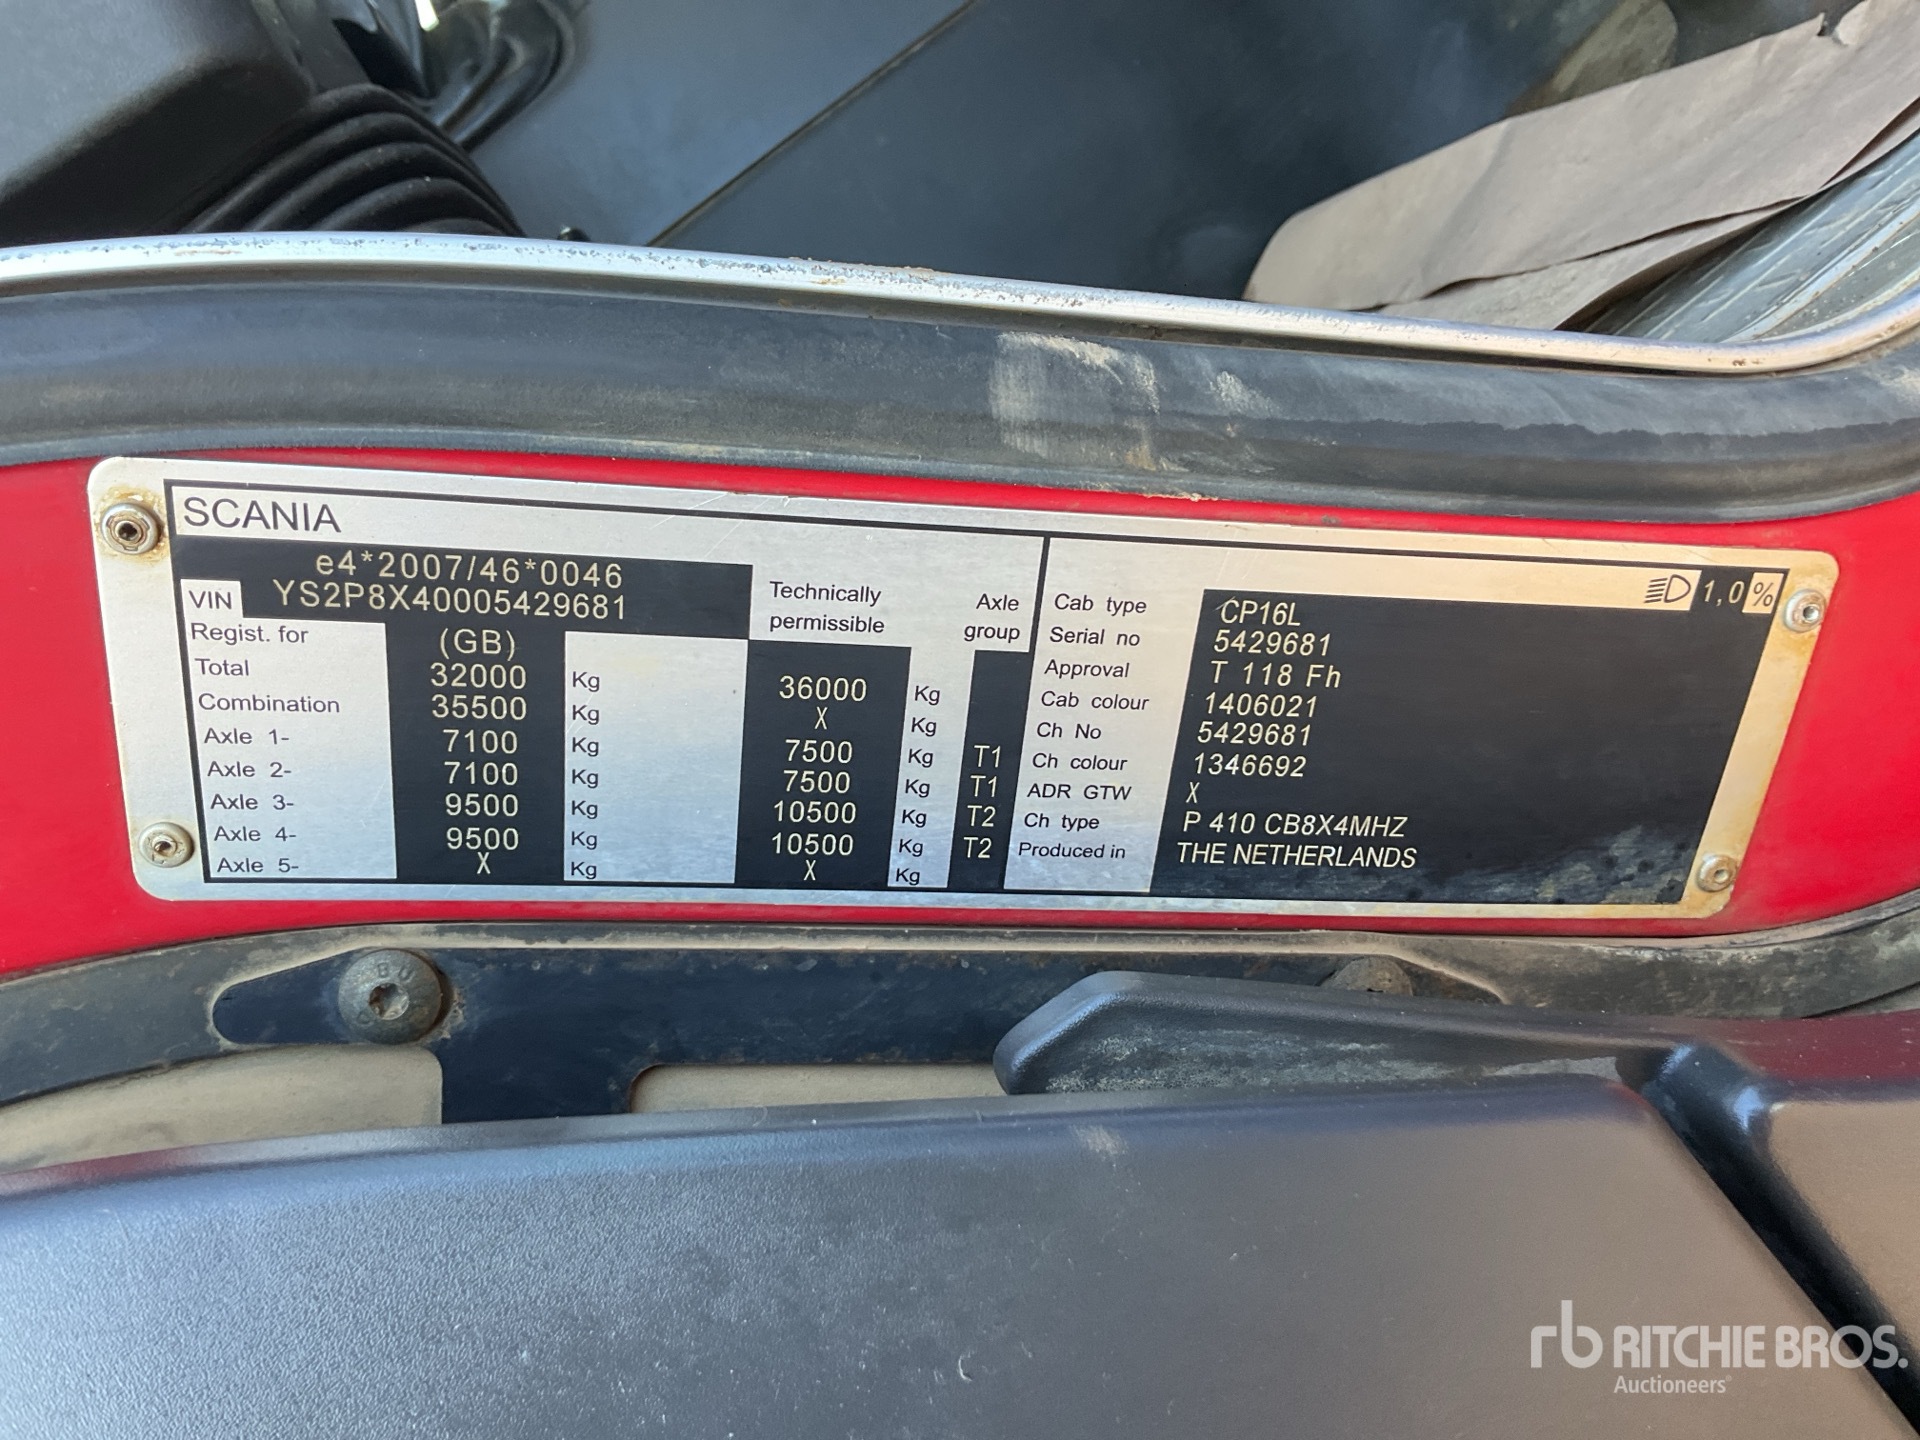 SCANIA
e4*2007/46*0046
VIN YS2P8X40005429681
Technically permissible Axle group
Regist. for (GB)
Total 32000 Kg 36000 Kg
Combination 35500 Kg X Kg
Axle 1- 7100 Kg 7500 Kg T1
Axle 2- 7100 Kg 7500 Kg T1
Axle 3- 9500 Kg 10500 Kg T2
Axle 4- 9500 Kg 10500 Kg T2
Axle 5- X Kg X Kg
1,0 %
Cab type CP16L
Serial no 5429681
Approval T 118 Fh
Cab colour 1406021
Ch No 5429681
Ch colour 1346692
ADR GTW X
Ch type P 410 CB8X4MHZ
Produced in THE NETHERLANDS
rb RITCHIE BROS.
Auctioneers